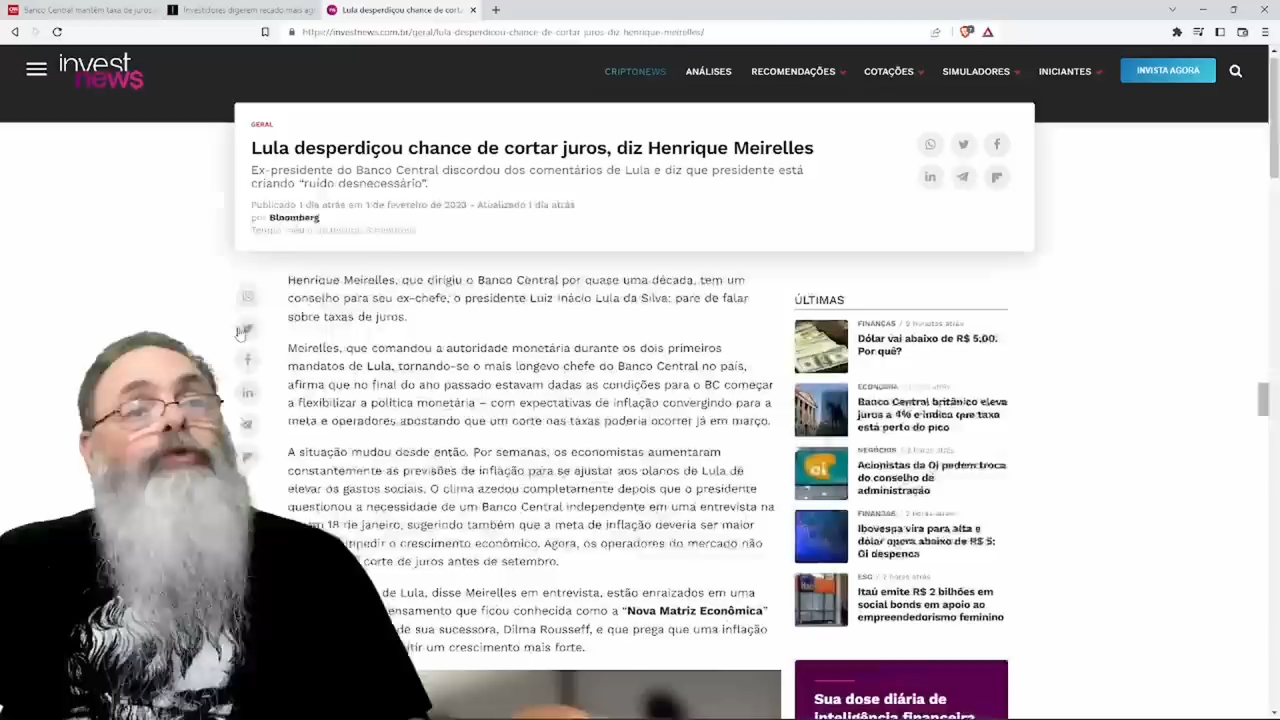 Banco Central mantém taxa de juros
Investidores digerem recado mais
Lula desperdiçou chance de cort
https://investnews.com.br/geral/lula-desperdicou-chance-de-cortar-juros-diz-henrique-meirelles/
invest
news
CRIPTONEWS
ANÁLISES
RECOMENDAÇÕES
COTAÇÕES
SIMULADORES
INICIANTES
INVISTA AGORA
GERAL
Lula desperdiçou chance de cortar juros, diz Henrique Meirelles
Ex-presidente do Banco Central discordou dos comentários de Lula e diz que presidente está
criando “ruído desnecessário”.
Publicado 1 dia atrás em 1 de fevereiro de 2023 - Atualizado 1 dia atrás
por Bloomberg
Henrique Meirelles, que dirigiu o Banco Central por quase uma década, tem um
conselho para seu ex-chefe, o presidente Luiz Inácio Lula da Silva: pare de falar
sobre taxas de juros.
Meirelles, que comandou a autoridade monetária durante os dois primeiros
mandatos de Lula, tornando-se o mais longevo chefe do Banco Central no país,
afirma que no final do ano passado estavam dadas as condições para o BC começar
a flexibilizar a política monetária – com expectativas de inflação convergindo para a
meta e operadores apostando que um corte nas taxas poderia ocorrer já em março.
A situação mudou desde então. Por semanas, os economistas aumentaram
constantemente as previsões de inflação para se ajustar aos planos de Lula de
elevar os gastos sociais. O clima azedou completamente depois que o presidente
questionou a necessidade de um Banco Central independente em uma entrevista na
m 18 de janeiro, sugerindo também que a meta de inflação deveria ser maior
o crescimento econômico. Agora, os operadores do mercado não
corte de juros antes de setembro.
de Lula, disse Meirelles em entrevista, estão enraizados em uma
ensamento que ficou conhecida como a “Nova Matriz Econômica”
de sua sucessora, Dilma Rousseff, e que prega que uma inflação
itir um crescimento mais forte.
ÚLTIMAS
FINANÇAS / 2 minutos atrás
Dólar vai abaixo de R$ 5,00.
Por quê?
ECONOMIA
Banco Central britânico eleva
juros a 4% e indica que taxa
está perto do pico
NEGÓCIOS / 2 horas atrás
Acionistas da Oi pedem troca
do conselho de
administração
FINANÇAS / 2 horas atrás
Ibovespa vira para alta e
dólar opera abaixo de R$ 5;
Oi despenca
ESG / 2 horas atrás
Itaú emite R$ 2 bilhões em
social bonds em apoio ao
empreendedorismo feminino
Sua dose diária de
inteligência financeira